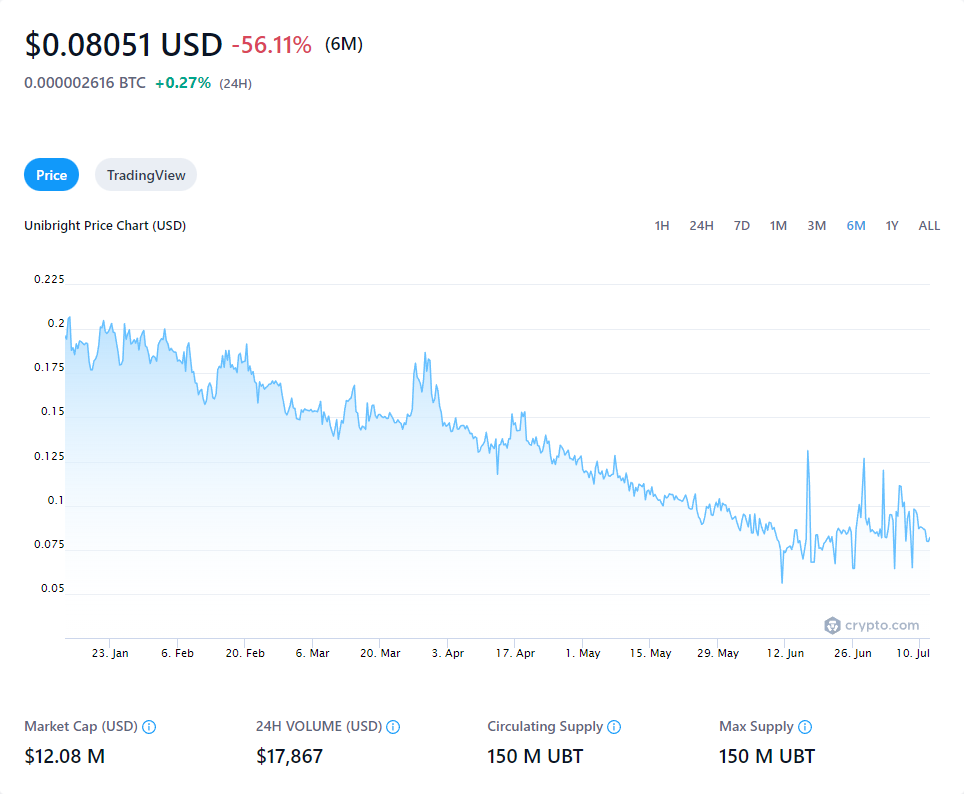 $0.08051 USD -56.11% (6M)
0.000002616 BTC +0.27% (24H)
Price TradingView
Unibright Price Chart (USD) 1H 24H 7D 1M 3M 6M 1Y ALL
0.225
0.2
0.175
0.15
0.125
0.1
0.075
0.05
crypto.com
23. Jan 6. Feb 20. Feb 6. Mar 20. Mar 3. Apr 17. Apr 1. May 15. May 29. May 12. Jun 26. Jun 10. Jul
Market Cap (USD) 24H VOLUME (USD) Circulating Supply Max Supply
$12.08 M $17,867 150 M UBT 150 M UBT